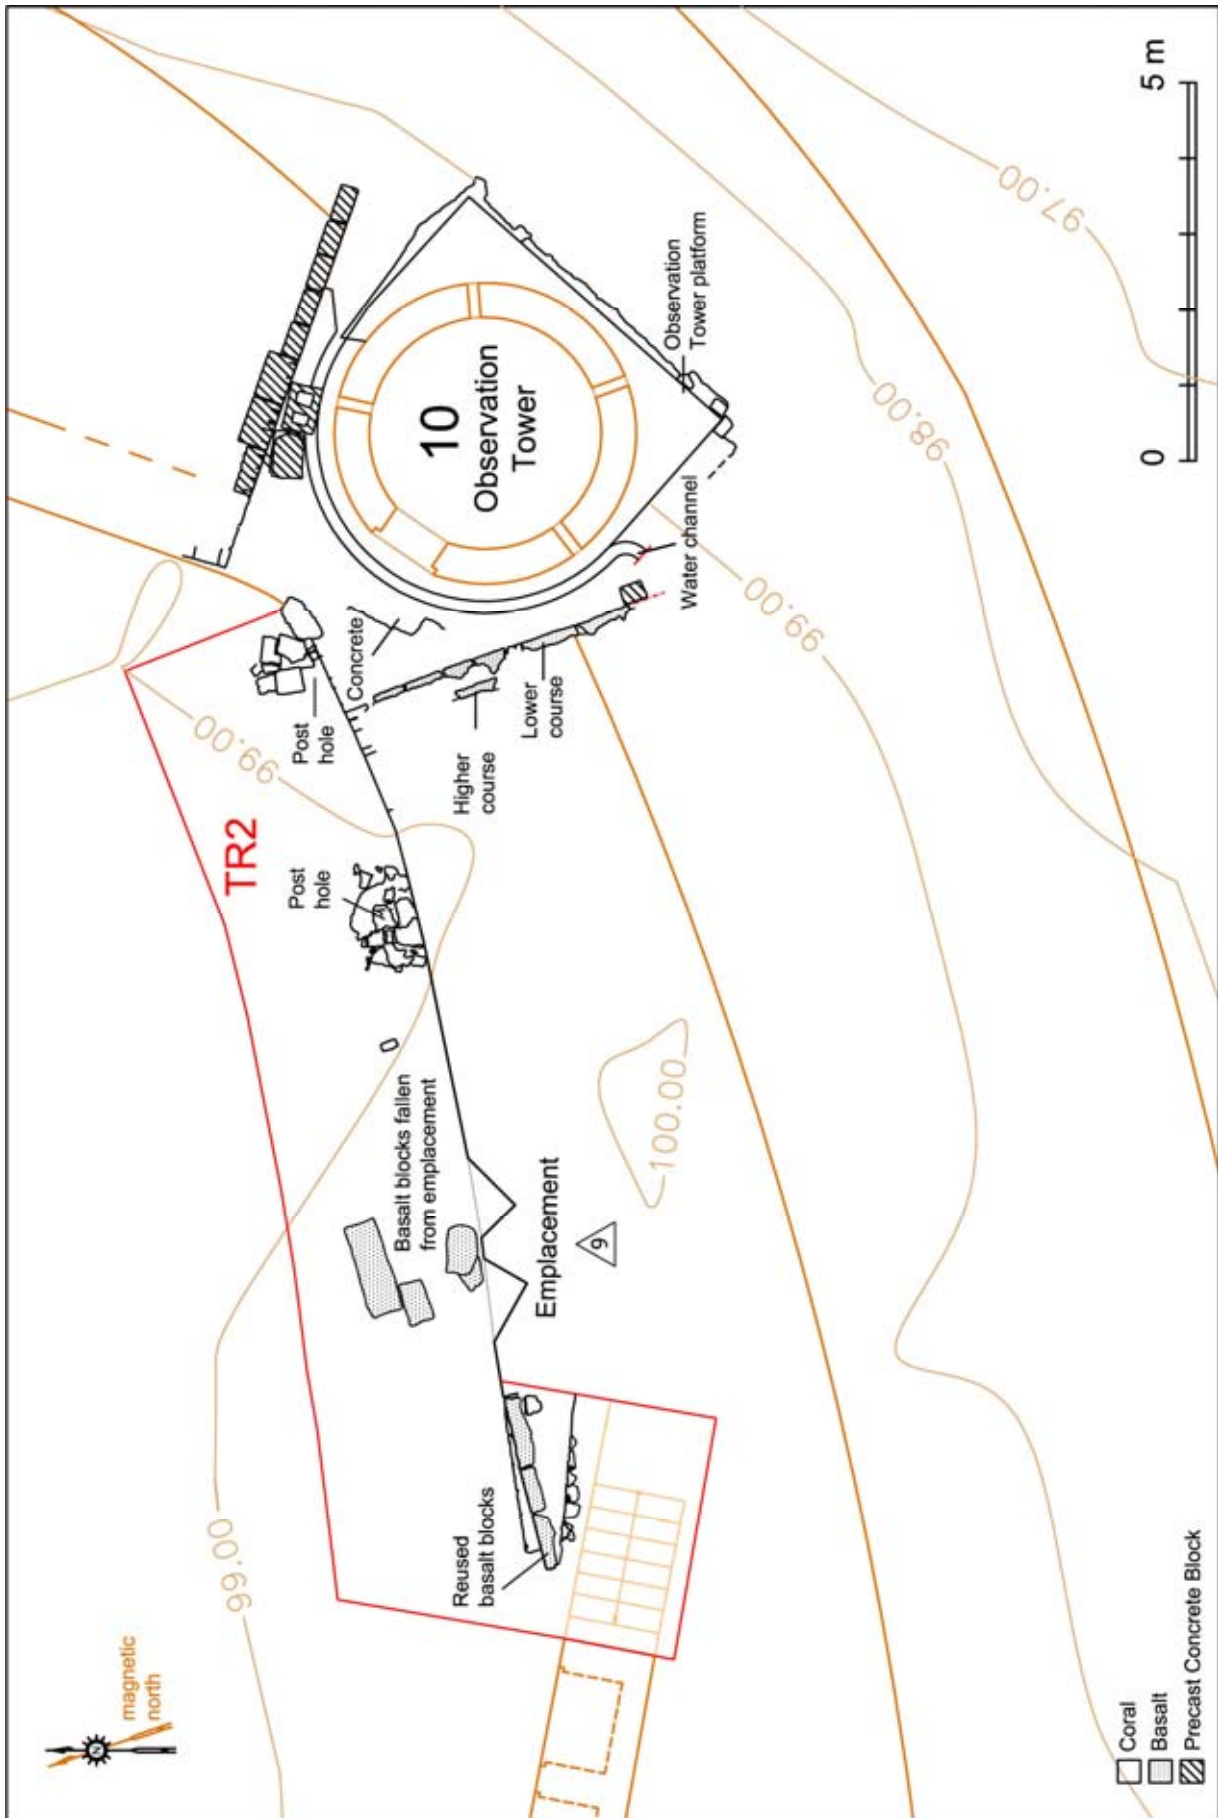 magnetic
north
N
99.00
TR2
99.00
Post
hole
Post
hole
Concrete
10
Observation
Tower
Basalt blocks fallen
from emplacement
Higher
course
Lower
course
Water channel
Observation
Tower platform
Emplacement
9
Reused
basalt blocks
100.00
99.00
98.00
97.00
Coral
Basalt
Precast Concrete Block
0
5 m